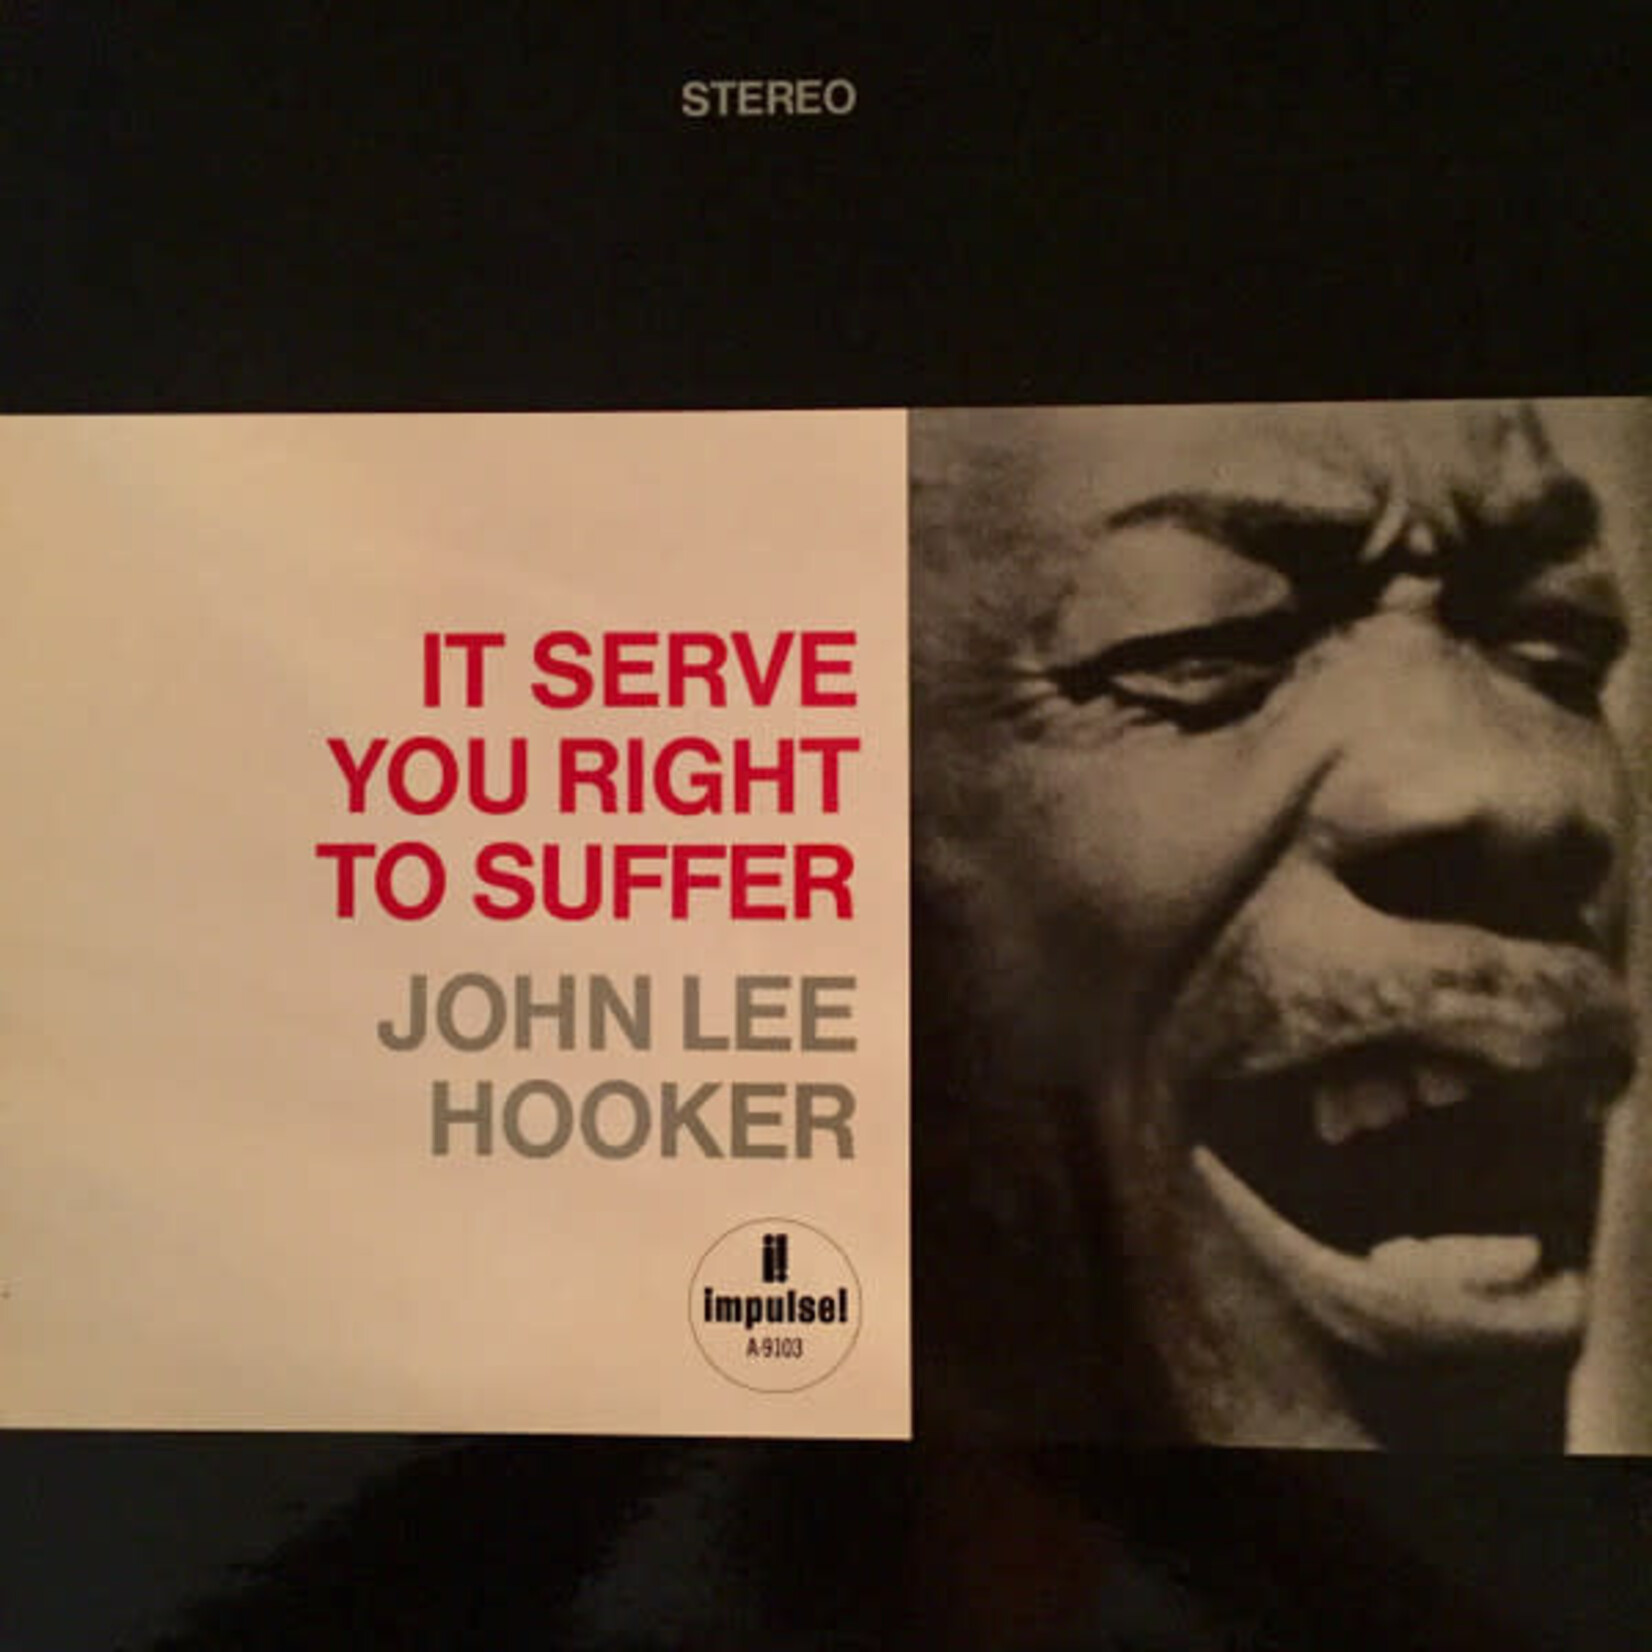 STEREO
IT SERVE
YOU RIGHT
TO SUFFER
JOHN LEE
HOOKER
i!
impulse!
A-9103